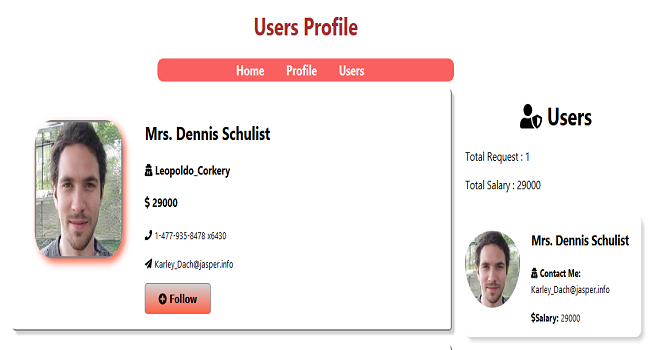 Users Profile
Home Profile Users
Mrs. Dennis Schulist
Leopoldo_Corkery
$ 29000
1-477-935-8478 x6430
Karley_Dach@jasper.info
Follow
Users
Total Request : 1
Total Salary : 29000
Mrs. Dennis Schulist
Contact Me:
Karley_Dach@jasper.info
$Salary: 29000